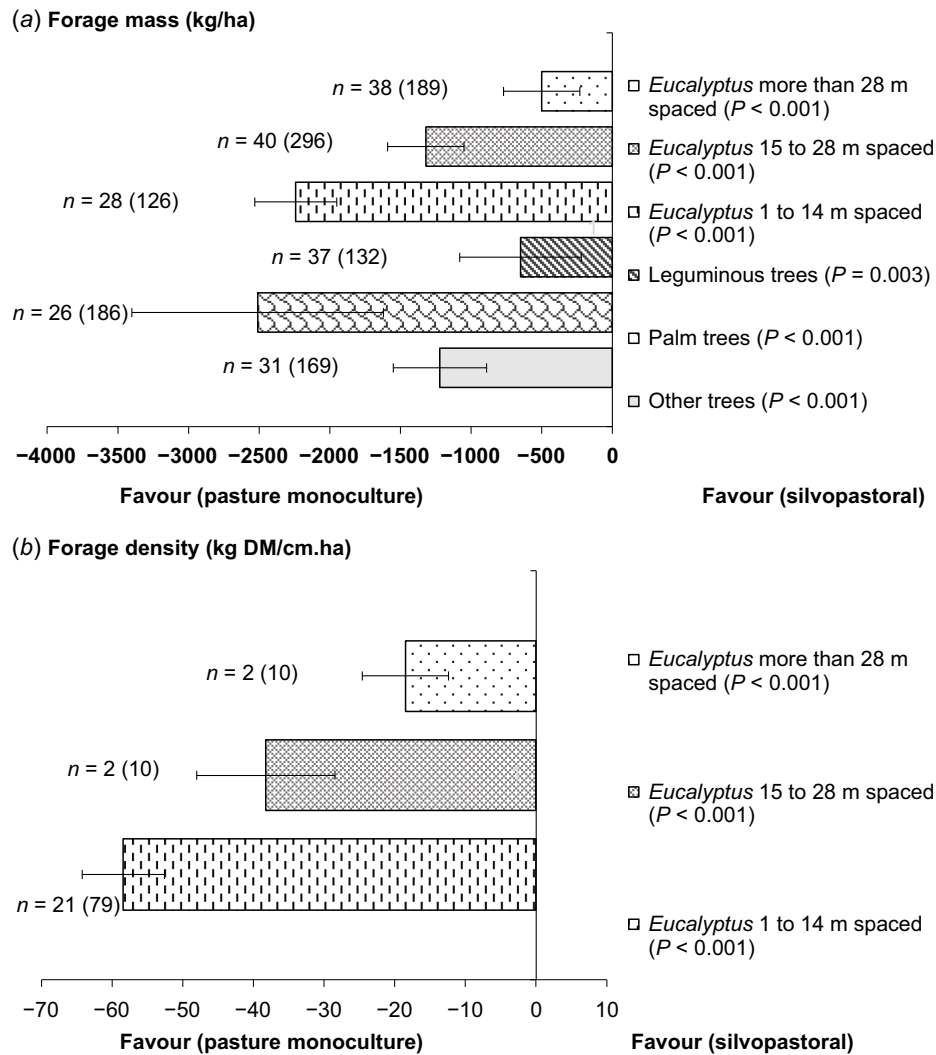 (a) Forage mass (kg/ha)
n = 38 (189)
n = 40 (296)
n = 28 (126)
n = 37 (132)
n = 26 (186)
n = 31 (169)
Eucalyptus more than 28 m
spaced (P < 0.001)
Eucalyptus 15 to 28 m spaced
(P < 0.001)
Eucalyptus 1 to 14 m spaced
(P < 0.001)
Leguminous trees (P = 0.003)
Palm trees (P < 0.001)
Other trees (P < 0.001)
−4000 −3500 −3000 −2500 −2000 −1500 −1000 −500 0
Favour (pasture monoculture) Favour (silvopastoral)
(b) Forage density (kg DM/cm.ha)
n = 2 (10)
n = 2 (10)
n = 21 (79)
Eucalyptus more than 28 m
spaced (P < 0.001)
Eucalyptus 15 to 28 m spaced
(P < 0.001)
Eucalyptus 1 to 14 m spaced
(P < 0.001)
−70 −60 −50 −40 −30 −20 −10 0 10
Favour (pasture monoculture) Favour (silvopastoral)